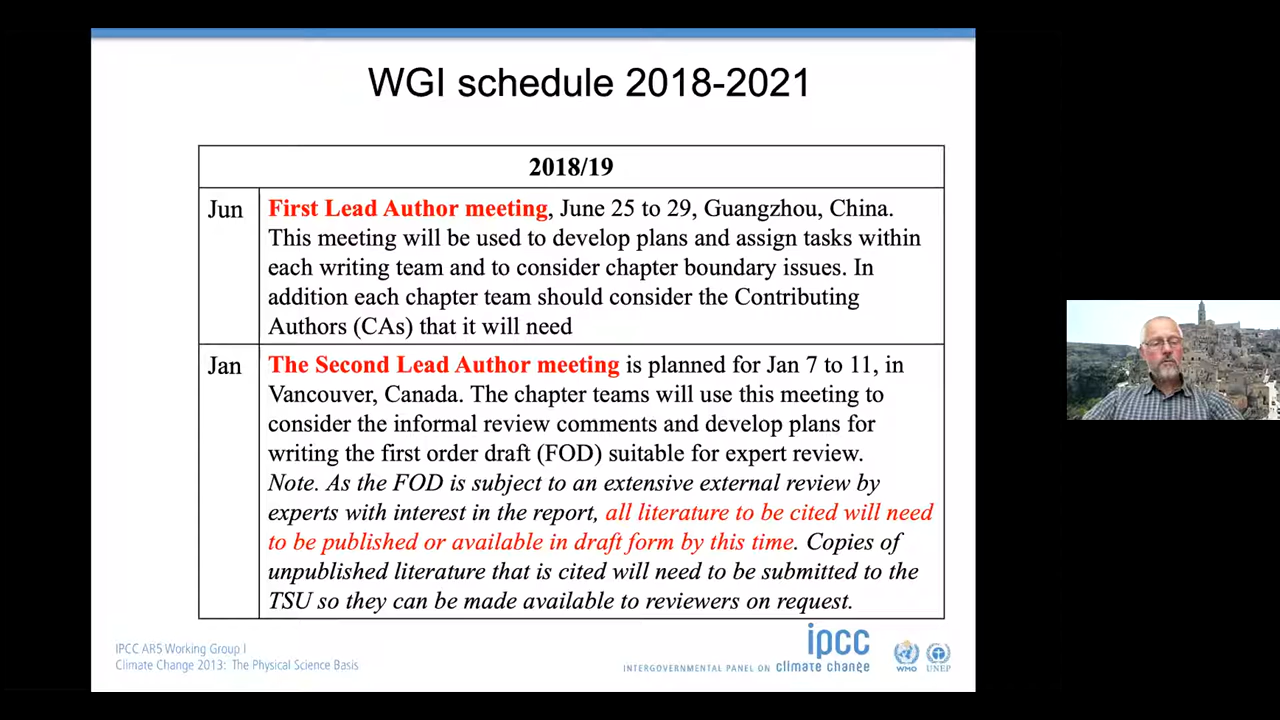 WGI schedule 2018-2021
2018/19
Jun
First Lead Author meeting, June 25 to 29, Guangzhou, China.
This meeting will be used to develop plans and assign tasks within
each writing team and to consider chapter boundary issues. In
addition each chapter team should consider the Contributing
Authors (CAs) that it will need
Jan
The Second Lead Author meeting is planned for Jan 7 to 11, in
Vancouver, Canada. The chapter teams will use this meeting to
consider the informal review comments and develop plans for
writing the first order draft (FOD) suitable for expert review.
Note. As the FOD is subject to an extensive external review by
experts with interest in the report, all literature to be cited will need
to be published or available in draft form by this time. Copies of
unpublished literature that is cited will need to be submitted to the
TSU so they can be made available to reviewers on request.
IPCC AR5 Working Group I
Climate Change 2013: The Physical Science Basis
ipcc
INTERGOVERNMENTAL PANEL ON climate change
WMO
UNEP